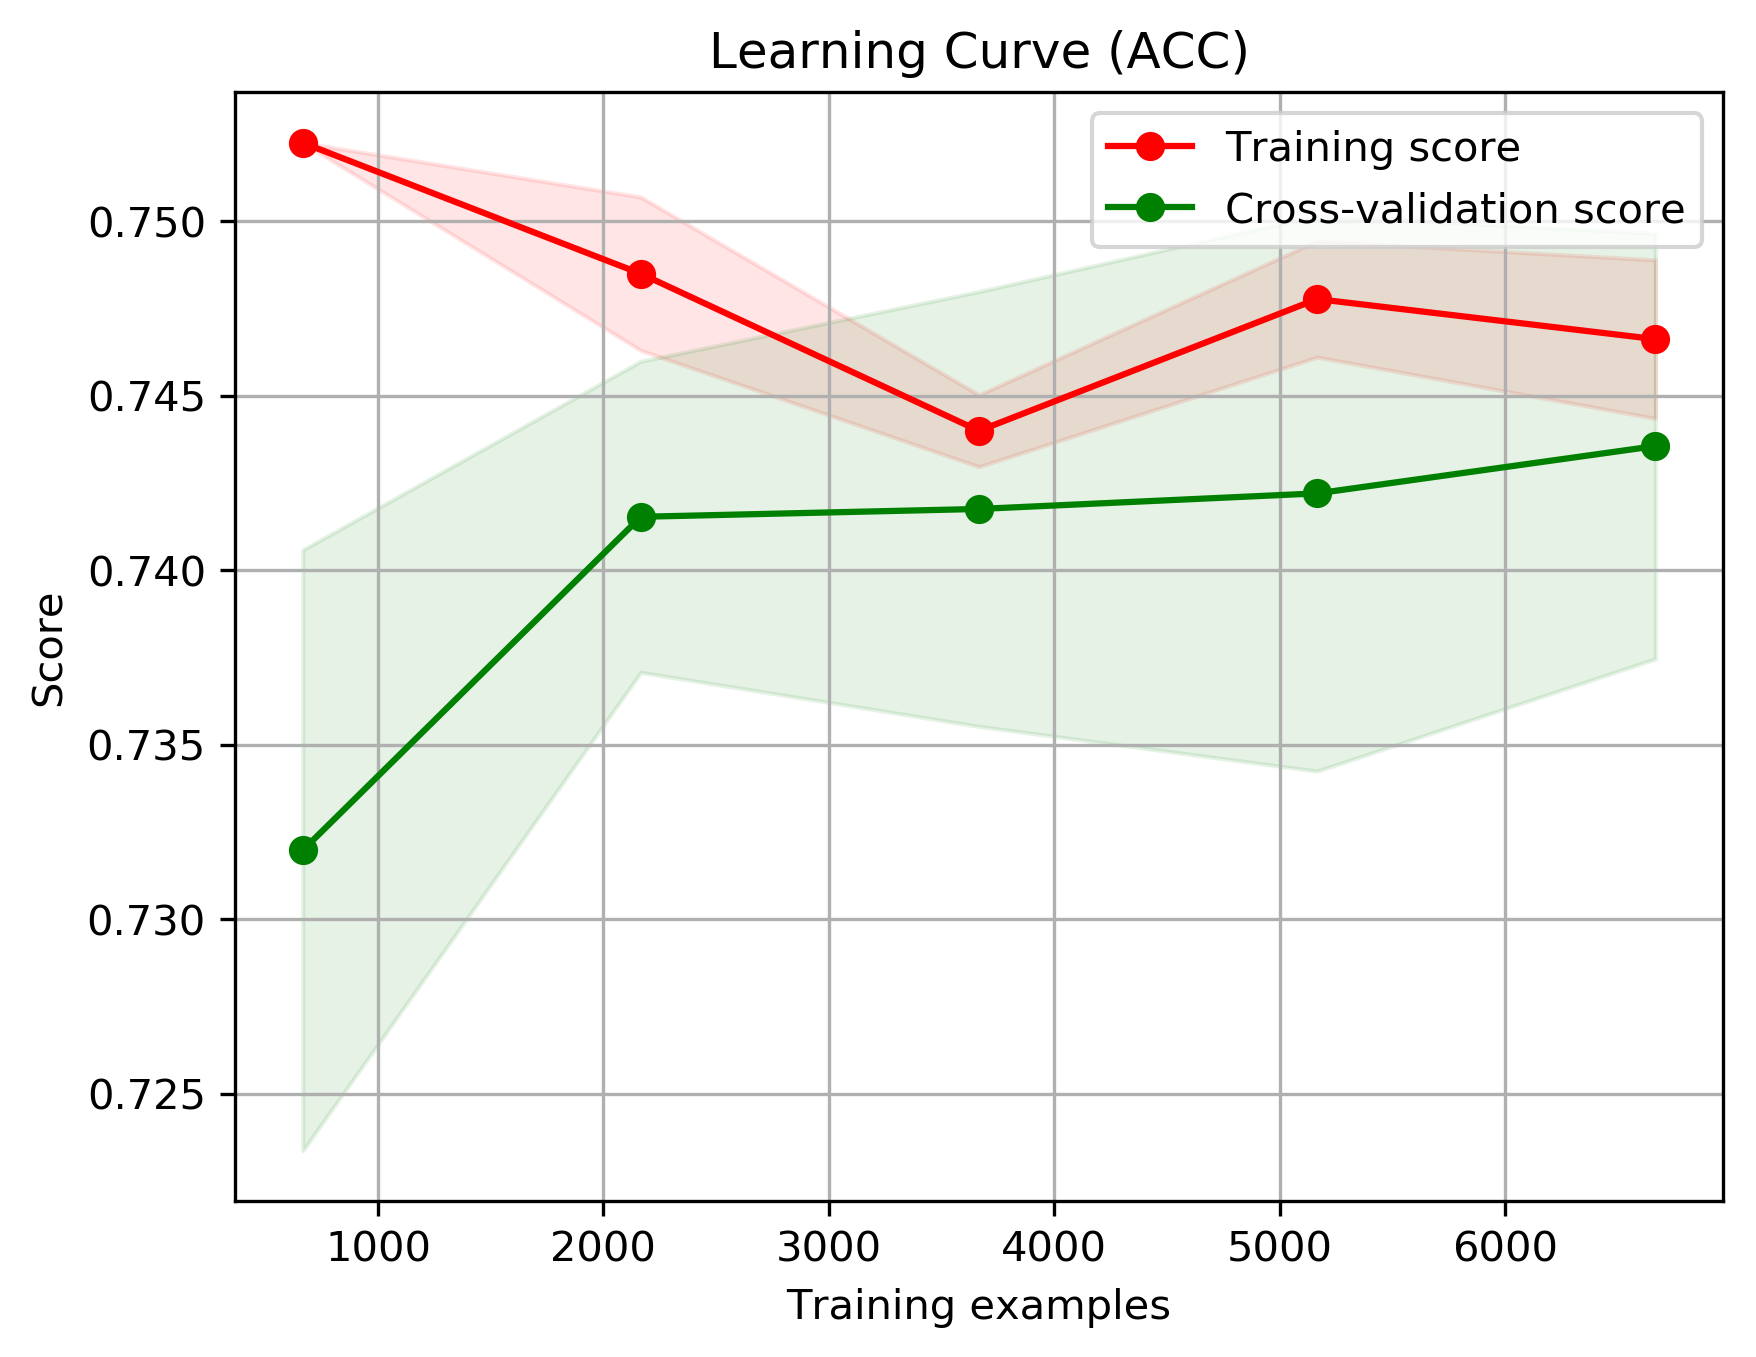 Learning Curve (ACC)
Training score
Cross-validation score
0.750
0.745
0.740
0.735
0.730
0.725
Score
1000 2000 3000 4000 5000 6000
Training examples